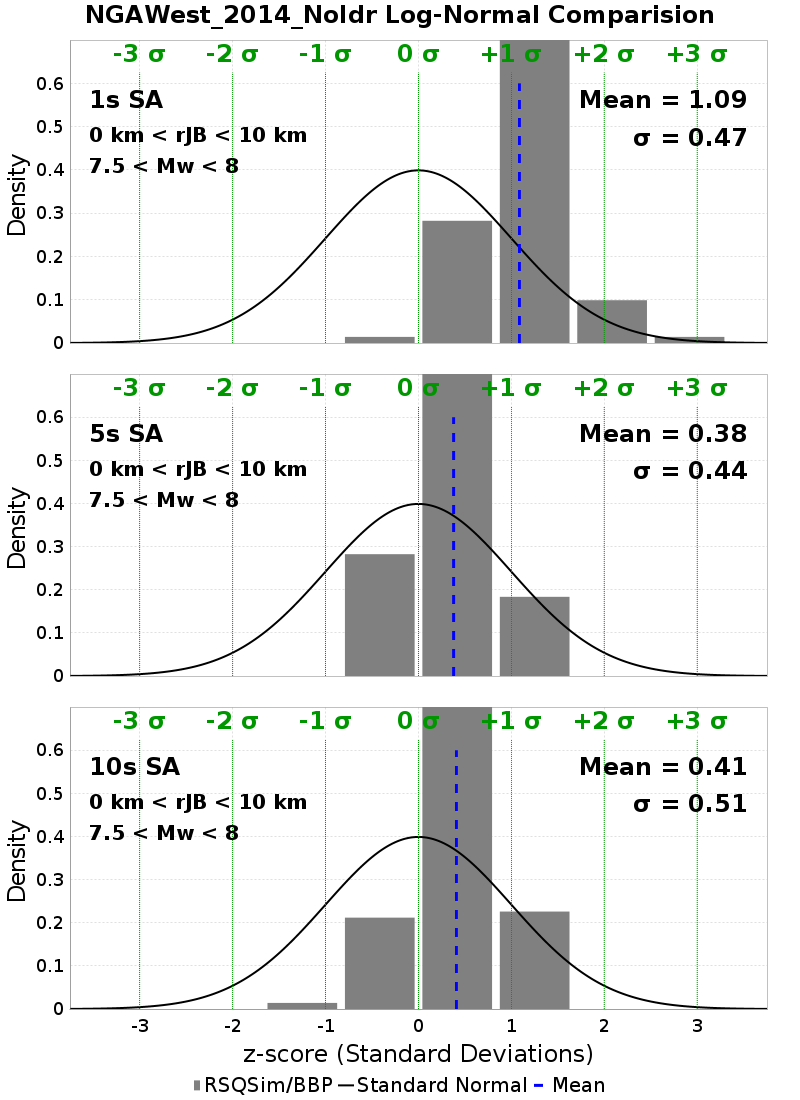 NGAWest_2014_NoIdr Log-Normal Comparision
-3 σ -2 σ -1 σ 0 σ +1 σ +2 σ +3 σ
1s SA
0 km < rJB < 10 km
7.5 < Mw < 8
Mean = 1.09
σ = 0.47
Density
0.6
0.5
0.4
0.3
0.2
0.1
0
-3 σ -2 σ -1 σ 0 σ +1 σ +2 σ +3 σ
5s SA
0 km < rJB < 10 km
7.5 < Mw < 8
Mean = 0.38
σ = 0.44
Density
0.6
0.5
0.4
0.3
0.2
0.1
0
-3 σ -2 σ -1 σ 0 σ +1 σ +2 σ +3 σ
10s SA
0 km < rJB < 10 km
7.5 < Mw < 8
Mean = 0.41
σ = 0.51
Density
0.6
0.5
0.4
0.3
0.2
0.1
0
-3 -2 -1 0 1 2 3
z-score (Standard Deviations)
RSQSim/BBP Standard Normal Mean